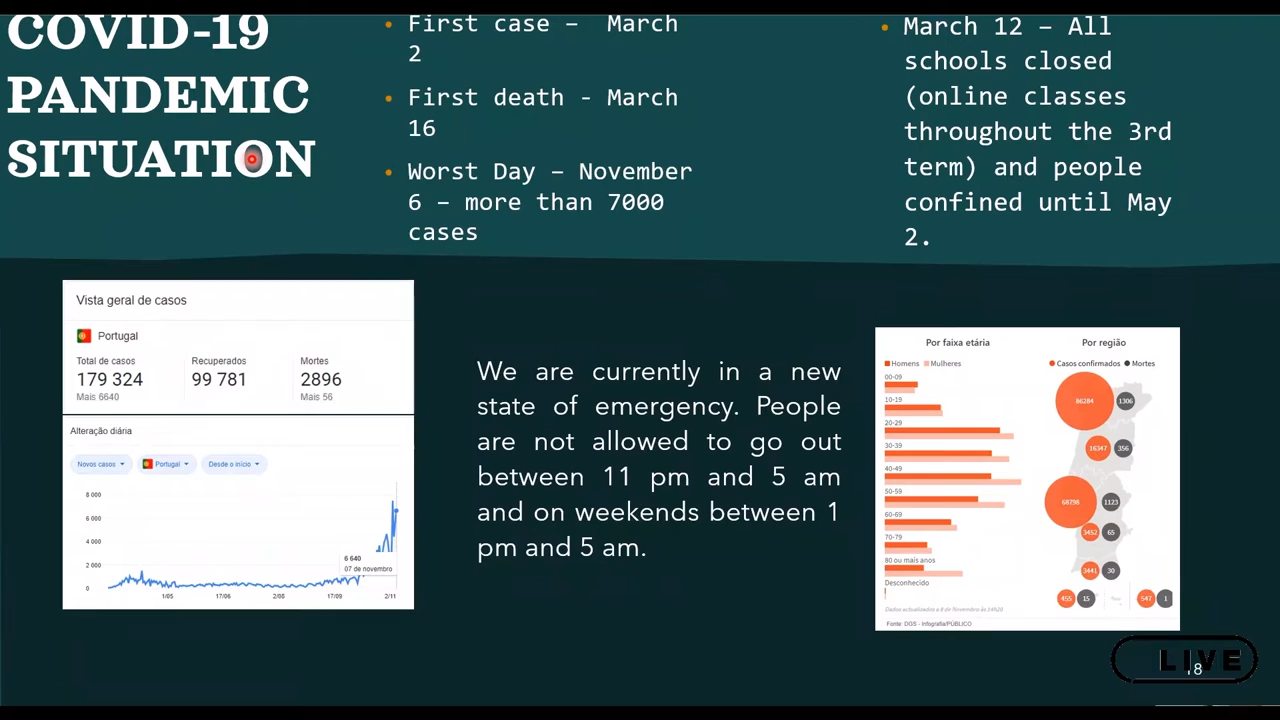 COVID-19
PANDEMIC
SITUATION
First case – March
2
First death - March
16
Worst Day – November
6 – more than 7000
cases
March 12 – All
schools closed
(online classes
throughout the 3rd
term) and people
confined until May
2.
Vista geral de casos
Portugal
Total de casos
Recuperados
Mortes
179 324
99 781
2896
Mais 6640
Mais 56
Alteração diária
Novos casos
Portugal
Desde o início
8 000
6 000
4 000
2 000
0
6 640
07 de novembro
1/05
17/06
2/08
17/09
2/11
We are currently in a new
state of emergency. People
are not allowed to go out
between 11 pm and 5 am
and on weekends between 1
pm and 5 am.
Por faixa etária
Homens
Mulheres
00-09
10-19
20-29
30-39
40-49
50-59
60-69
70-79
80 ou mais anos
Desconhecido
Dados actualizados a 8 de Novembro às 14h20
Fonte: DGS - Infografia/PÚBLICO
Por região
Casos confirmados
Mortes
86284
1306
16347
356
68798
1123
3452
65
3441
30
455
15
547
1
LIVE
8